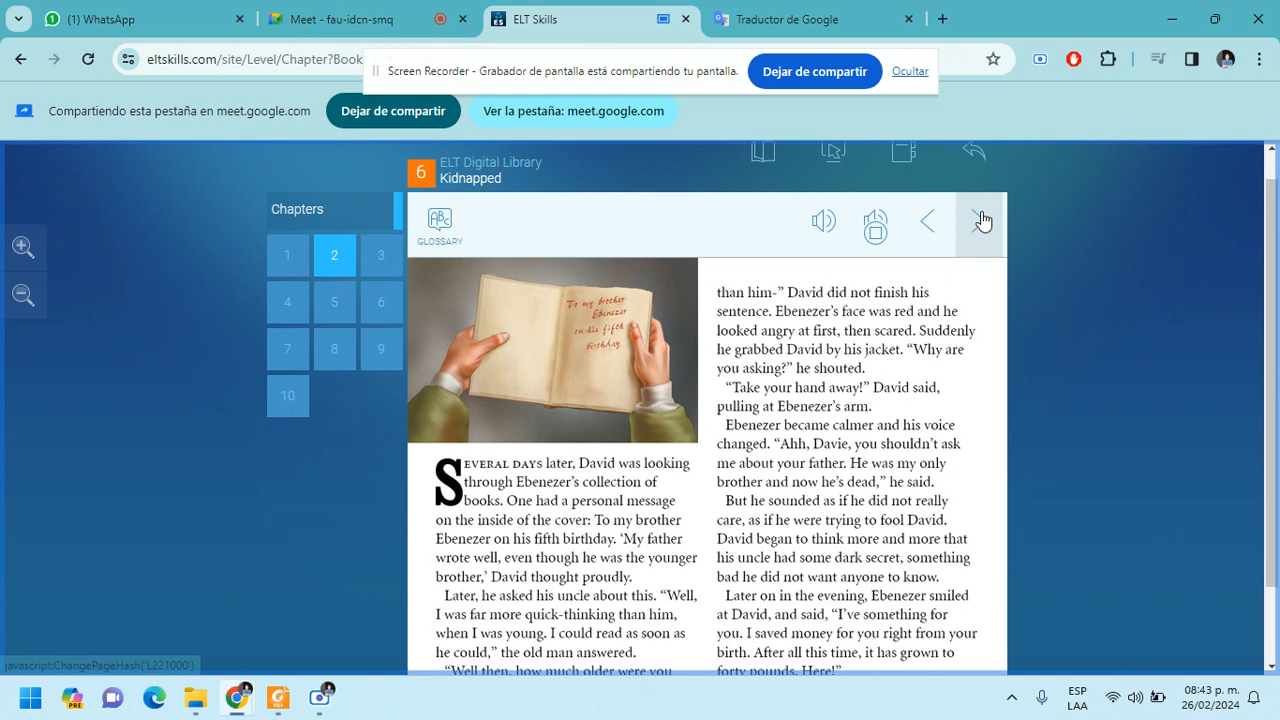 WhatsApp
Meet - fau-idcn-smq
ELT Skills
Traductor de Google
eltskills.com/site/Level/Chapter?Book
Screen Recorder - Grabador de pantalla está compartiendo tu pantalla.
Dejar de compartir
Ocultar
Compartiendo esta pestaña en meet.google.com
Dejar de compartir
Ver la pestaña: meet.google.com
6
ELT Digital Library
Kidnapped
Chapters
1
2
3
4
5
6
7
8
9
10
ABC
GLOSSARY
To my brother
Ebenezer
on his fifth
Birthday
SEVERAL DAYS later, David was looking
through Ebenezer’s collection of
books. One had a personal message
on the inside of the cover: To my brother
Ebenezer on his fifth birthday. ‘My father
wrote well, even though he was the younger
brother,’ David thought proudly.
Later, he asked his uncle about this. “Well,
I was far more quick-thinking than him,
when I was young. I could read as soon as
he could,” the old man answered.
“Well then, how much older were you
than him-” David did not finish his
sentence. Ebenezer’s face was red and he
looked angry at first, then scared. Suddenly
he grabbed David by his jacket. “Why are
you asking?” he shouted.
“Take your hand away!” David said,
pulling at Ebenezer’s arm.
Ebenezer became calmer and his voice
changed. “Ahh, Davie, you shouldn’t ask
me about your father. He was my only
brother and now he’s dead,” he said.
But he sounded as if he did not really
care, as if he were trying to fool David.
David began to think more and more that
his uncle had some dark secret, something
bad he did not want anyone to know.
Later on in the evening, Ebenezer smiled
at David, and said, “I’ve something for
you. I saved money for you right from your
birth. After all this time, it has grown to
forty pounds. Here!”
javascript:ChangePageHash('L221000')
PRE
ESP
LAA
08:43 p. m.
26/02/2024